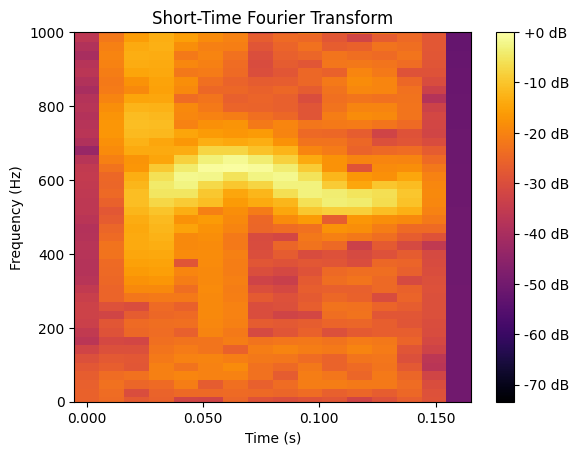 Short-Time Fourier Transform
1000
800
600
400
200
0
Frequency (Hz)
0.000
0.050
0.100
0.150
Time (s)
+0 dB
-10 dB
-20 dB
-30 dB
-40 dB
-50 dB
-60 dB
-70 dB